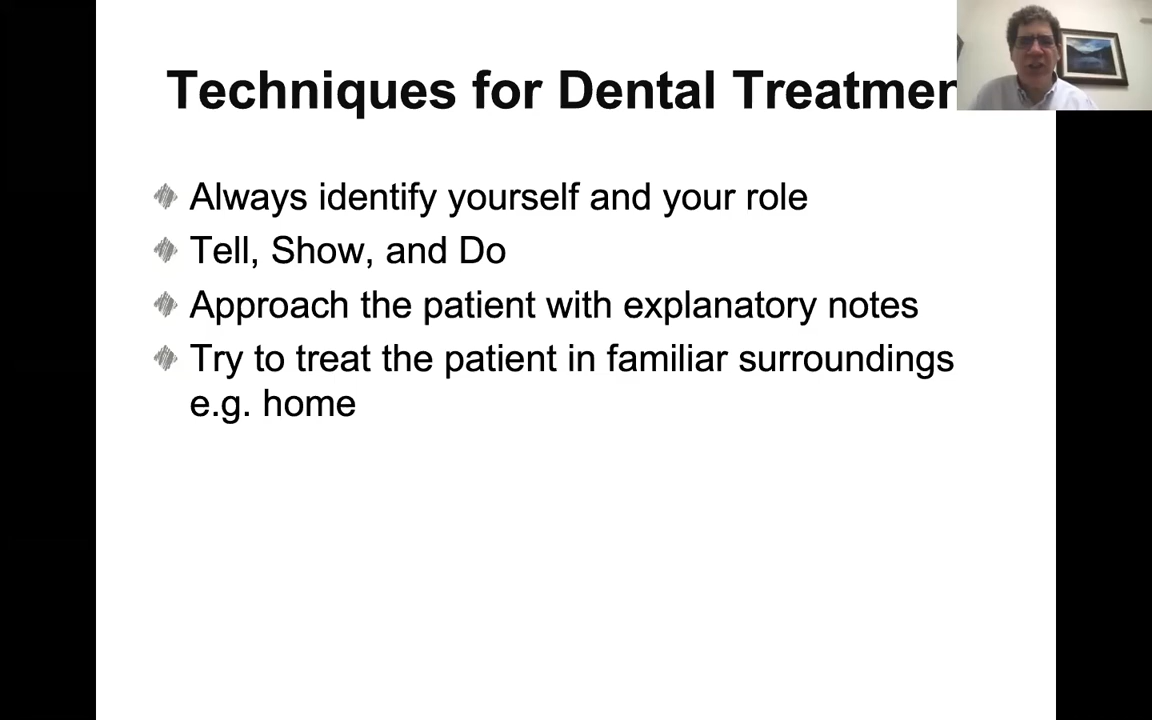 Techniques for Dental
Always identify yourself and your role
Tell, Show, and Do
Approach the patient with explanatory notes
Try to treat the patient in familiar surroundings
e.g. home